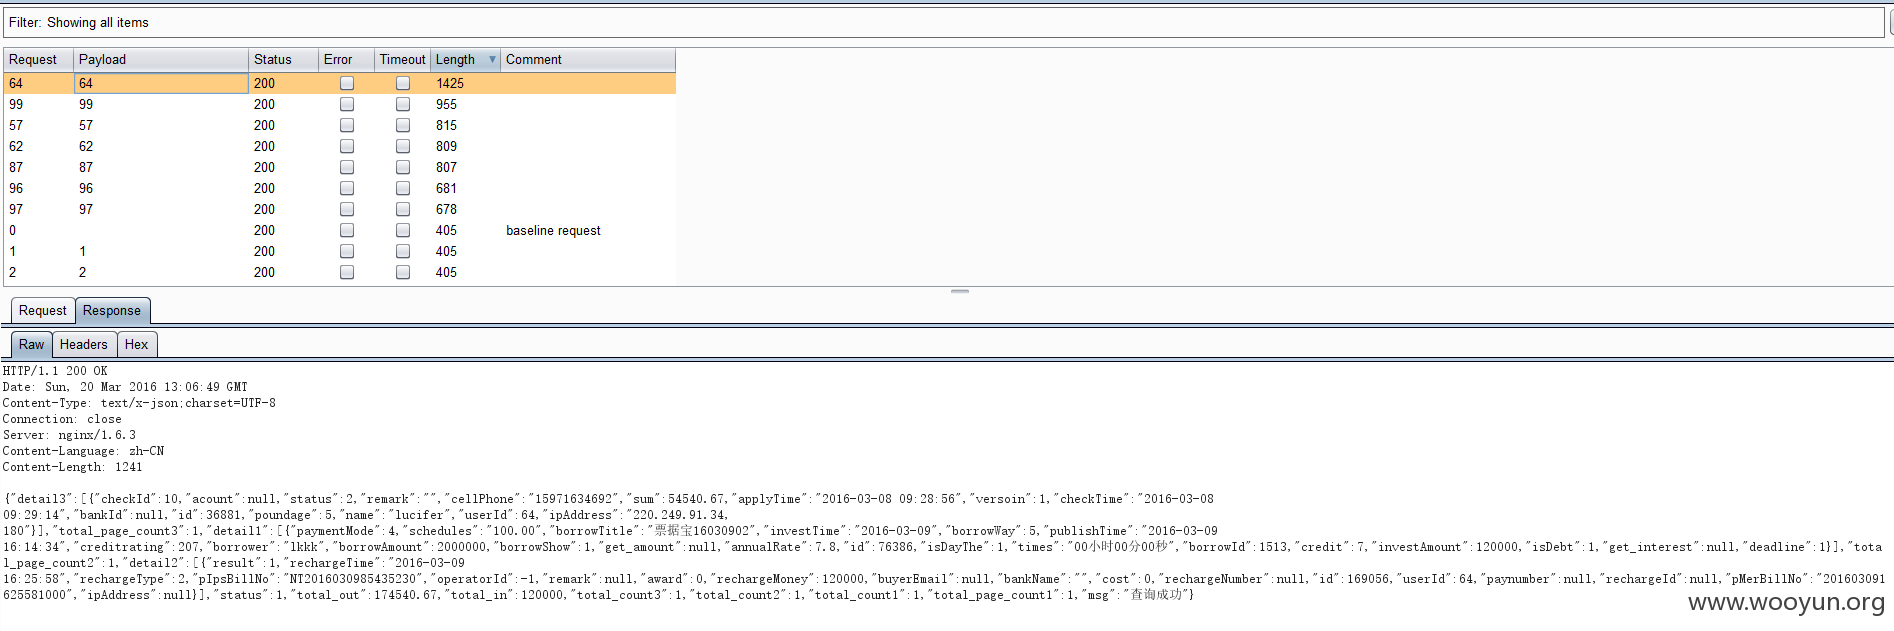 Filter: Showing all items
Request Payload Status Error Timeout Length Comment
64 64 200 1425
99 99 200 955
57 57 200 815
62 62 200 809
87 87 200 807
96 96 200 681
97 97 200 678
0 200 405 baseline request
1 1 200 405
2 2 200 405
Request Response
Raw Headers Hex
HTTP/1.1 200 OK
Date: Sun, 20 Mar 2016 13:06:49 GMT
Content-Type: text/x-json;charset=UTF-8
Connection: close
Server: nginx/1.6.3
Content-Language: zh-CN
Content-Length: 1241
{"detail3":[{"checkId":10,"acount":null,"status":2,"remark":"","cellPhone":"15971634692","sum":54540.67,"applyTime":"2016-03-08 09:28:56","versoin":1,"checkTime":"2016-03-08
09:29:14","bankId":null,"id":36881,"poundage":5,"name":"lucifer","userId":64,"ipAddress":"220.249.91.34,
180"}],"total_page_count3":1,"detail1":[{"paymentMode":4,"schedules":"100.00","borrowTitle":"票据宝16030902","investTime":"2016-03-09","borrowWay":5,"publishTime":"2016-03-09
16:14:34","creditrating":207,"borrower":"lkkk","borrowAmount":2000000,"borrowShow":1,"get_amount":null,"annualRate":7.8,"id":76386,"isDayThe":1,"times":"00小时00分00秒","borrowId":1513,"credit":7,"investAmount":120000,"isDebt":1,"get_interest":null,"deadline":1}],"tota
l_page_count2":1,"detail2":[{"result":1,"rechargeTime":"2016-03-09
16:25:58","rechargeType":2,"pIpsBillNo":"NT2016030985435230","operatorId":-1,"remark":null,"award":0,"rechargeMoney":120000,"buyerEmail":null,"bankName":"","cost":0,"rechargeNumber":null,"id":169056,"userId":64,"paynumber":null,"rechargeId":null,"pMerBillNo":"201603091
625581000","ipAddress":null}],"status":1,"total_out":174540.67,"total_in":120000,"total_count3":1,"total_count2":1,"total_count1":1,"total_page_count1":1,"msg":"查询成功"}
www.wooyun.org